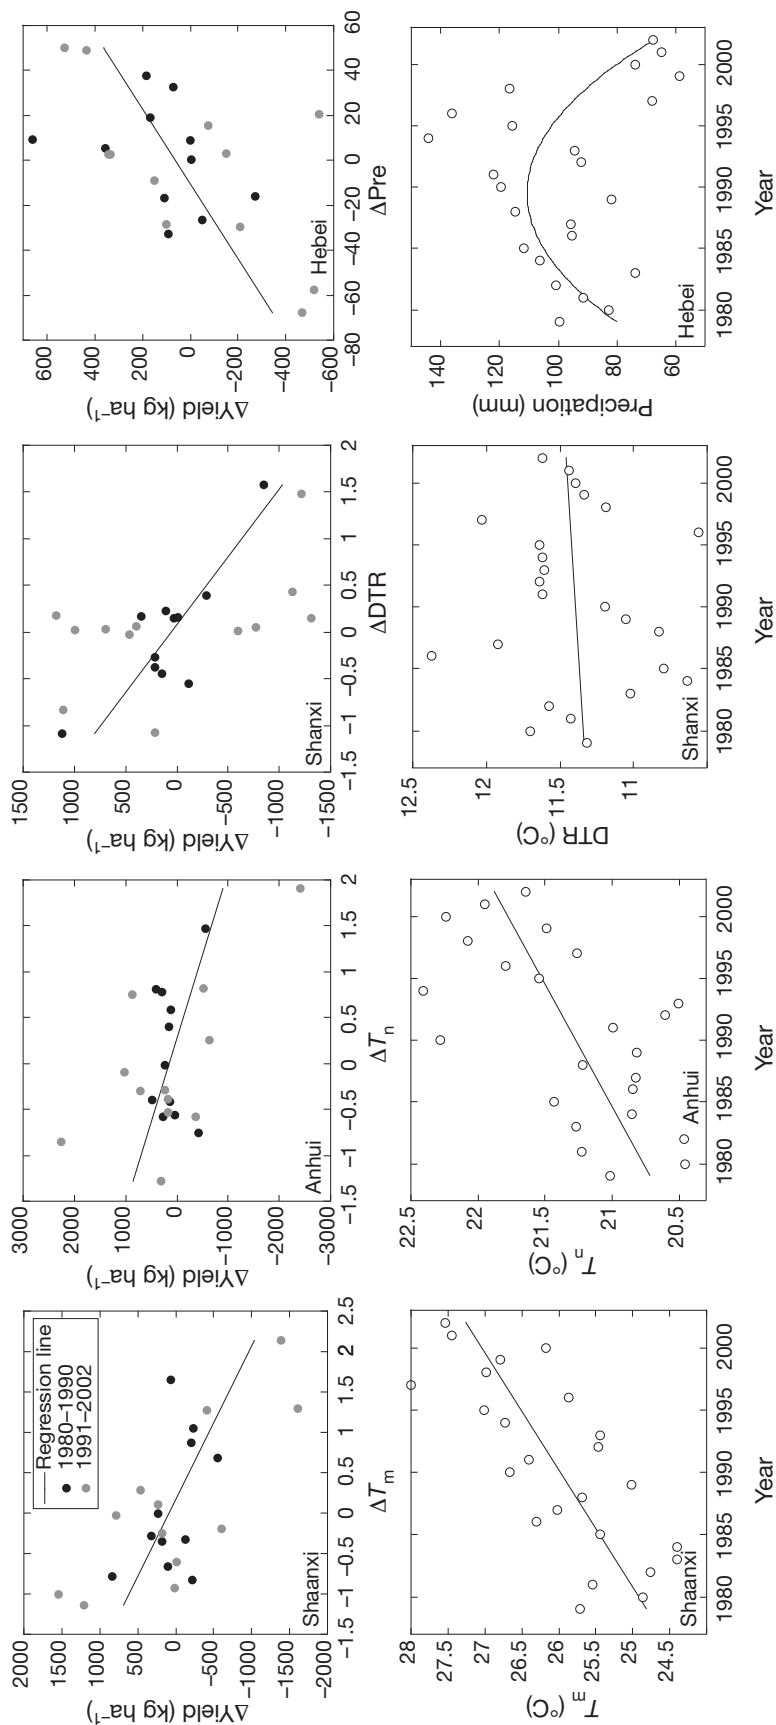 2000
1500
1000
500
0
−500
−1000
−1500
−2000
ΔYield (kg ha⁻¹)
Regression line
1980−1990
1991−2002
Shaanxi
−1.5 −1 −0.5 0 0.5 1 1.5 2 2.5
ΔTm
3000
2000
1000
0
−1000
−2000
−3000
ΔYield (kg ha⁻¹)
Anhui
−1.5 −1 −0.5 0 0.5 1 1.5 2
ΔTn
1500
1000
500
0
−500
−1000
−1500
ΔYield (kg ha⁻¹)
Shanxi
−1.5 −1 −0.5 0 0.5 1 1.5 2
ΔDTR
600
400
200
0
−200
−400
−600
ΔYield (kg ha⁻¹)
Hebei
−80 −60 −40 −20 0 20 40 60
ΔPre
28
27.5
27
26.5
26
25.5
25
24.5
Tm (°C)
Shaanxi
1980 1985 1990 1995 2000
Year
22.5
22
21.5
21
20.5
Tn (°C)
Anhui
1980 1985 1990 1995 2000
Year
12.5
12
11.5
11
DTR (°C)
Shanxi
1980 1985 1990 1995 2000
Year
140
120
100
80
60
Precipation (mm)
Hebei
1980 1985 1990 1995 2000
Year